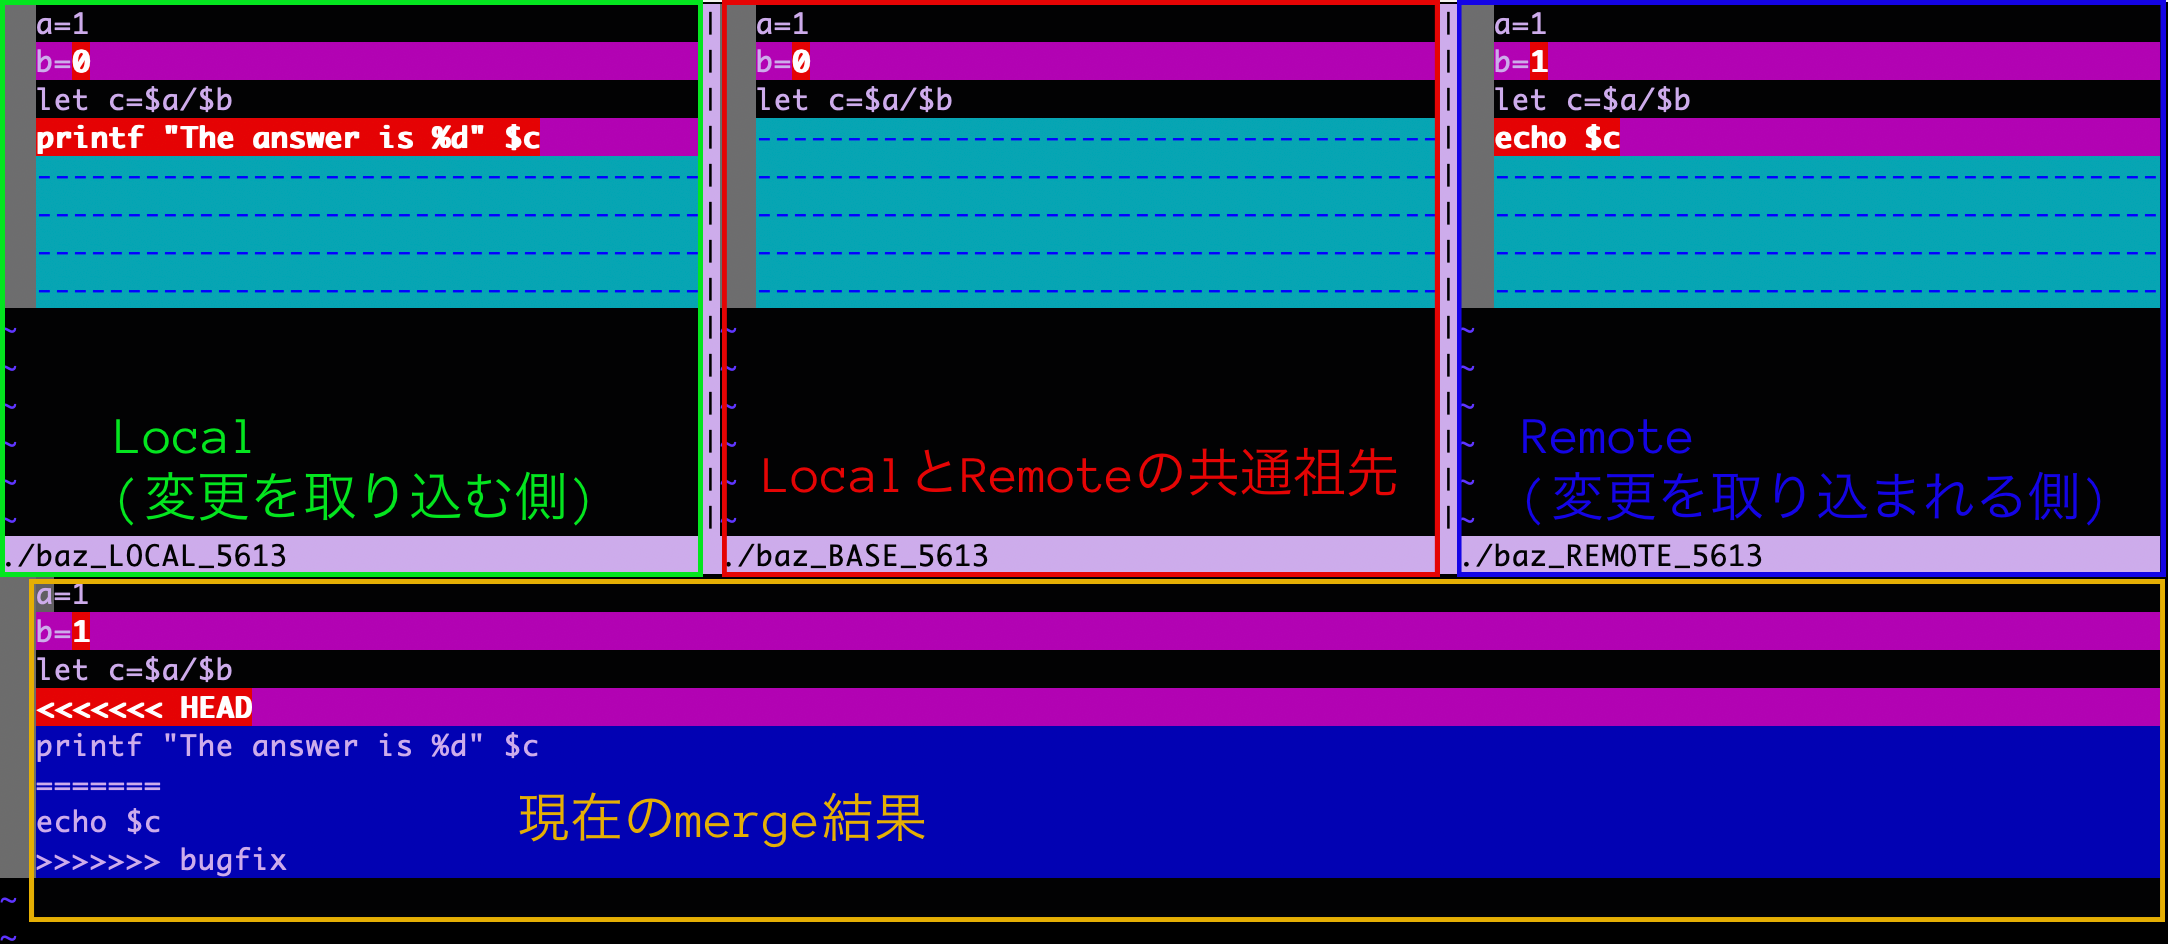 a=1
b=0
let c=$a/$b
printf "The answer is %d" $c
~
~
~
~
~
~
Local
(変更を取り込む側)
./baz_LOCAL_5613
a=1
b=0
let c=$a/$b
~
~
~
~
~
~
LocalとRemoteの共通祖先
./baz_BASE_5613
a=1
b=1
let c=$a/$b
echo $c
~
~
~
~
~
~
Remote
(変更を取り込まれる側)
./baz_REMOTE_5613
a=1
b=1
let c=$a/$b
<<<<<<< HEAD
printf "The answer is %d" $c
=======
echo $c
>>>>>>> bugfix
現在のmerge結果
~
~